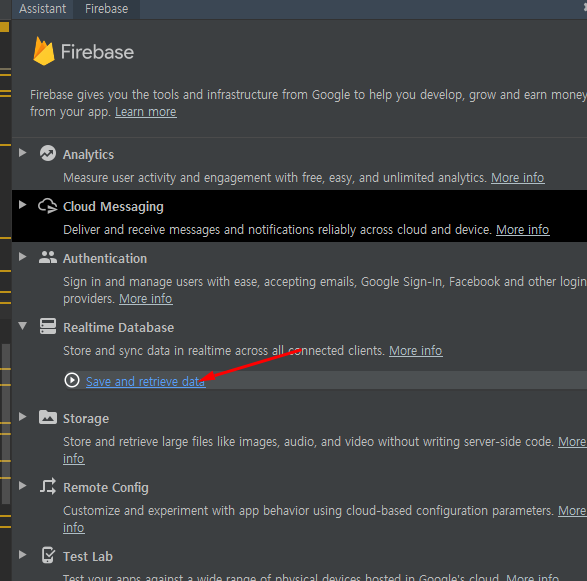 Assistant
Firebase
Firebase
Firebase gives you the tools and infrastructure from Google to help you develop, grow and earn money
from your app. Learn more
Analytics
Measure user activity and engagement with free, easy, and unlimited analytics. More info
Cloud Messaging
Deliver and receive messages and notifications reliably across cloud and device. More info
Authentication
Sign in and manage users with ease, accepting emails, Google Sign-In, Facebook and other login
providers. More info
Realtime Database
Store and sync data in realtime across all connected clients. More info
Save and retrieve data
Storage
Store and retrieve large files like images, audio, and video without writing server-side code. More
info
Remote Config
Customize and experiment with app behavior using cloud-based configuration parameters. More
info
Test Lab
Test your apps against a wide range of physical devices hosted in Google's cloud. More info